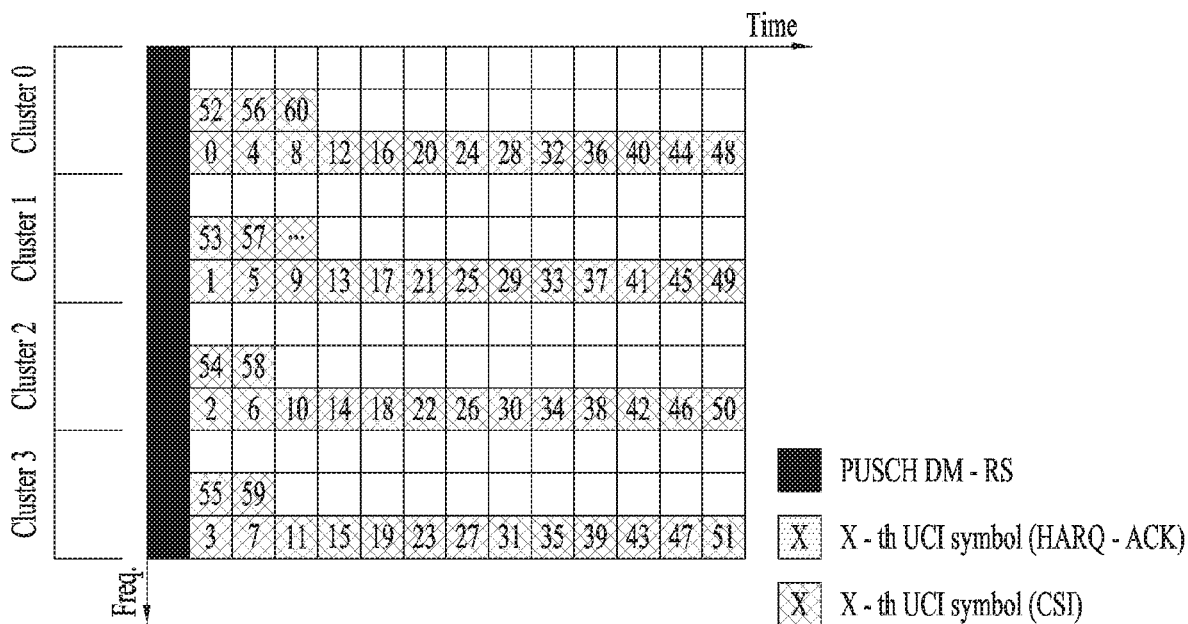 Time
Cluster 0
52 56 60
0 4 8 12 16 20 24 28 32 36 40 44 48
Cluster 1
53 57 ...
1 5 9 13 17 21 25 29 33 37 41 45 49
Cluster 2
54 58
2 6 10 14 18 22 26 30 34 38 42 46 50
Cluster 3
55 59
3 7 11 15 19 23 27 31 35 39 43 47 51
Freq.
PUSCH DM - RS
X X - th UCI symbol (HARQ - ACK)
X X - th UCI symbol (CSI)